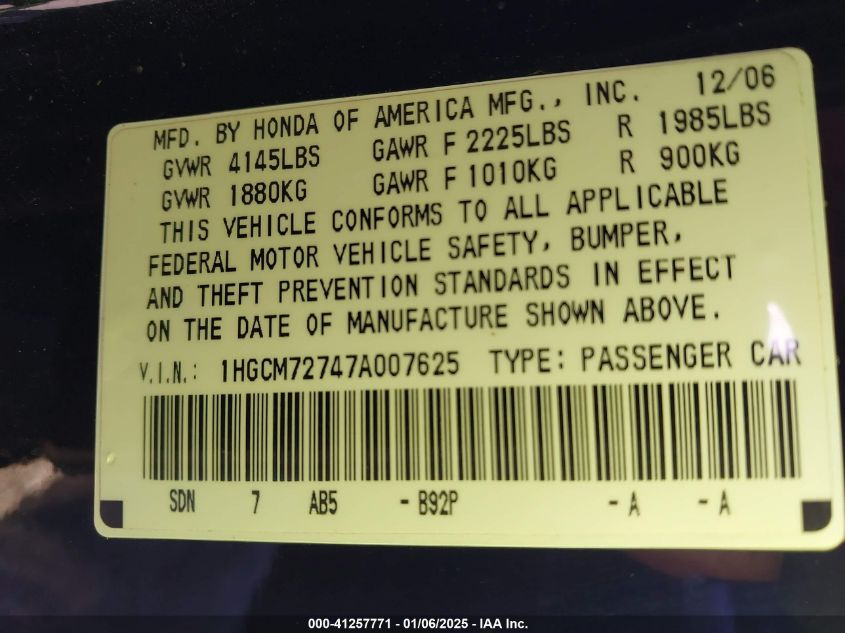 MFD. BY HONDA OF AMERICA MFG., INC. 12/06
GVWR 4145LBS GAWR F 2225LBS R 1985LBS
GVWR 1880KG GAWR F 1010KG R 900KG
THIS VEHICLE CONFORMS TO ALL APPLICABLE
FEDERAL MOTOR VEHICLE SAFETY, BUMPER,
AND THEFT PREVENTION STANDARDS IN EFFECT
ON THE DATE OF MANUFACTURE SHOWN ABOVE.
V.I.N.: 1HGCM72747A007625 TYPE: PASSENGER CAR
SDN 7 AB5 - B92P - A - A
000-41257771 - 01/06/2025 - IAA Inc.